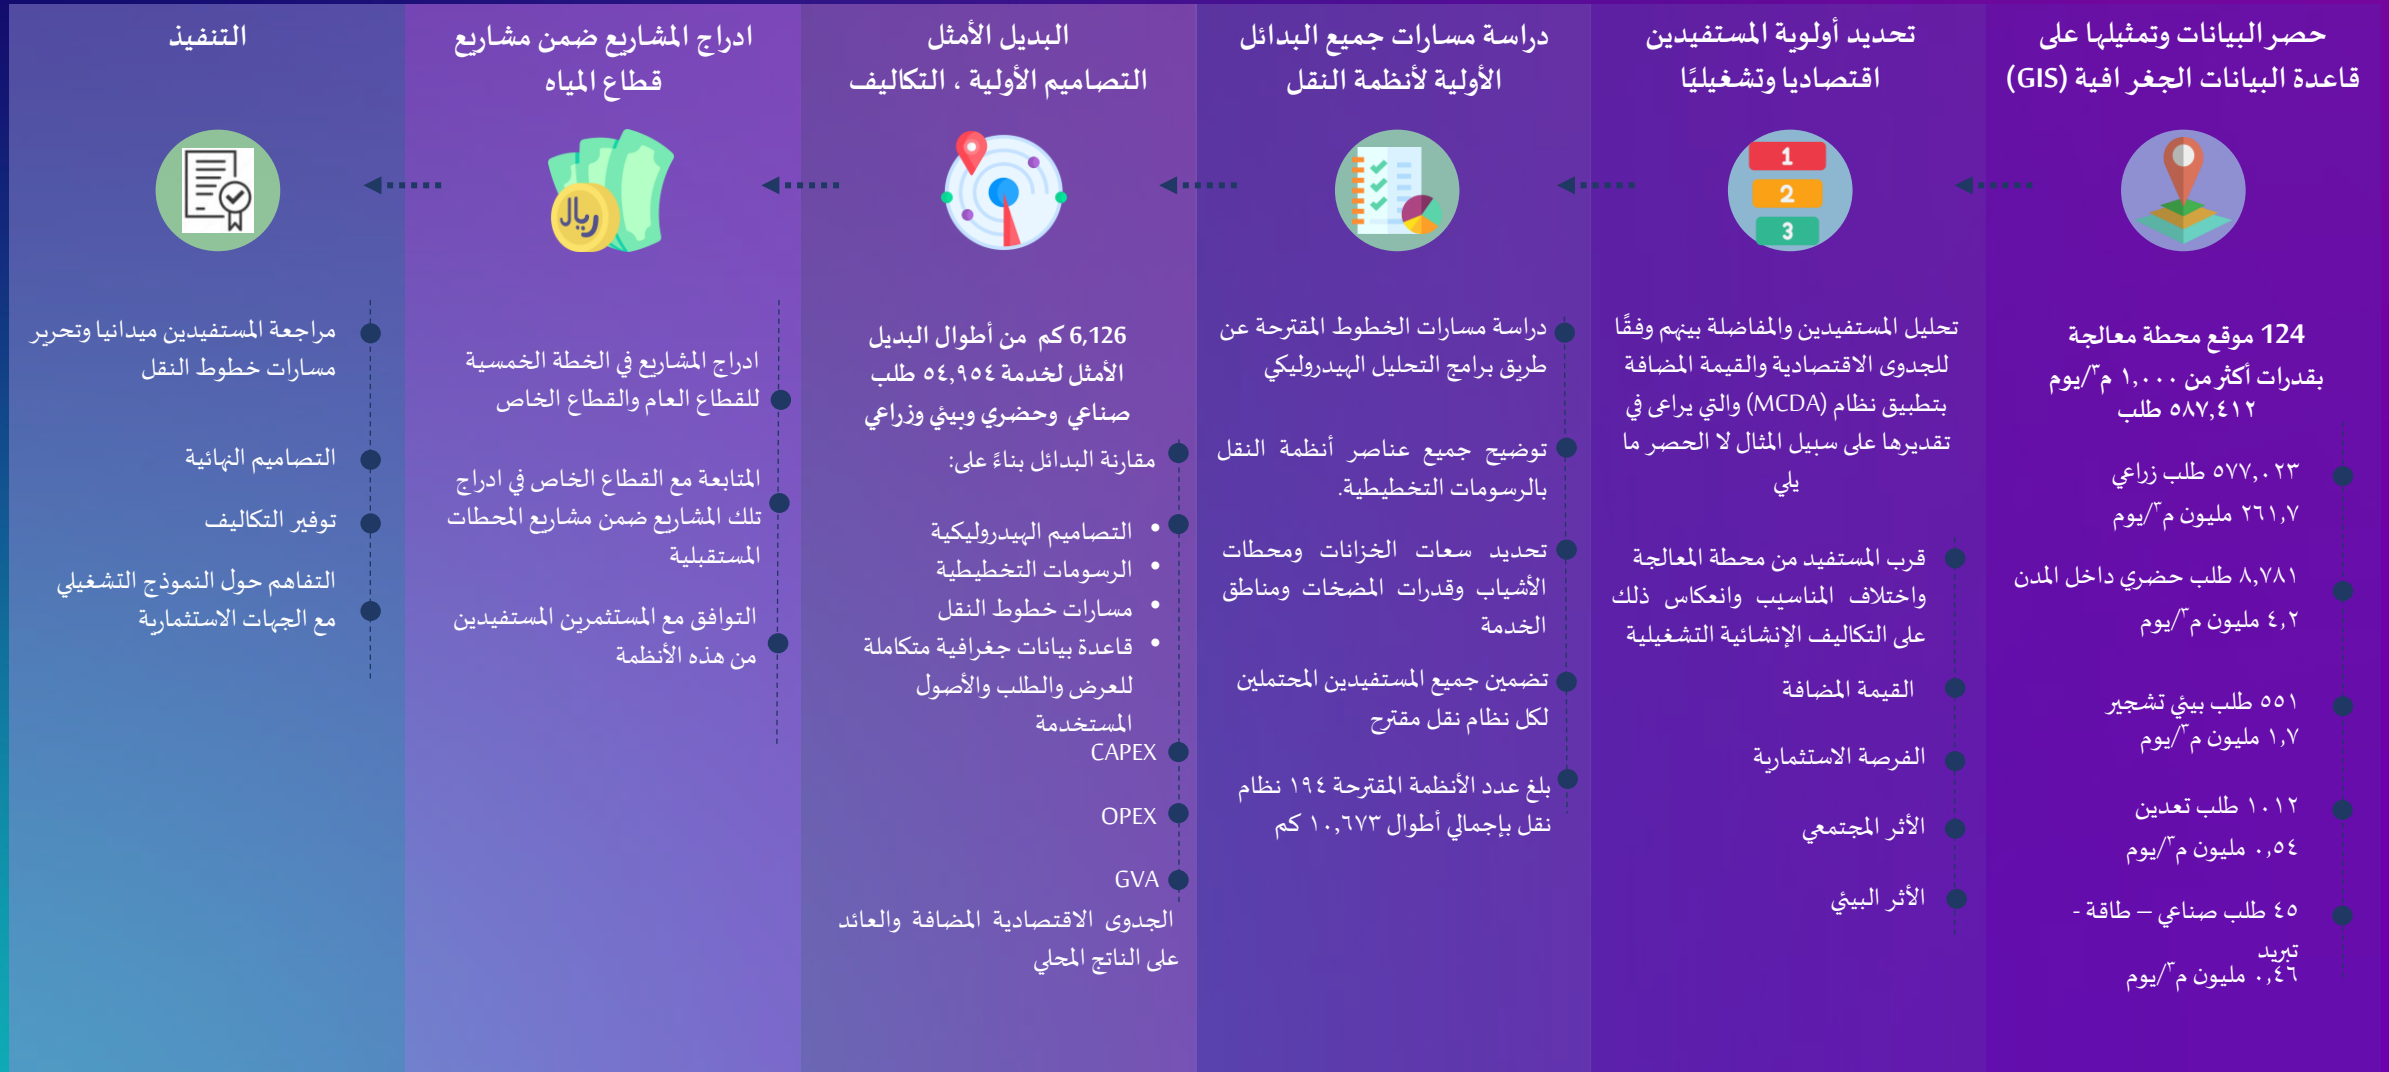 حصر البيانات وتمثيلها على
قاعدة البيانات الجغرافية (GIS)
124 موقع محطة معالجة
بقدرات أكثر من ١,٠٠٠ م³/يوم
٥٨٧,٤١٢ طلب
٥٧٧,٠٢٣ طلب زراعي
٢٦١,٧ مليون م³/يوم
٨,٧٨١ طلب حضري داخل المدن
٤,٢ مليون م³/يوم
٥٥١ طلب بيئي تشجير
١,٧ مليون م³/يوم
١٠١٢ طلب تعدين
٠,٥٤ مليون م³/يوم
٤٥ طلب صناعي – طاقة -
تبريد
٠,٤٦ مليون م³/يوم
تحديد أولوية المستفيدين
اقتصاديا وتشغيليًا
1
2
3
تحليل المستفيدين والمفاضلة بينهم وفقًا
للجدوى الاقتصادية والقيمة المضافة
بتطبيق نظام (MCDA) والتي يراعى في
تقديرها على سبيل المثال لا الحصر ما
يلي
قرب المستفيد من محطة المعالجة
واختلاف المناسيب وانعكاس ذلك
على التكاليف الإنشائية التشغيلية
القيمة المضافة
الفرصة الاستثمارية
الأثر المجتمعي
الأثر البيئي
دراسة مسارات جميع البدائل
الأولية لأنظمة النقل
دراسة مسارات الخطوط المقترحة عن
طريق برامج التحليل الهيدروليكي
توضيح جميع عناصر أنظمة النقل
بالرسومات التخطيطية.
تحديد سعات الخزانات ومحطات
الأشياب وقدرات المضخات ومناطق
الخدمة
تضمين جميع المستفيدين المحتملين
لكل نظام نقل مقترح
بلغ عدد الأنظمة المقترحة ١٩٤ نظام
نقل بإجمالي أطوال ١٠,٦٧٣ كم
البديل الأمثل
التصاميم الأولية ، التكاليف
6,126 كم من أطوال البديل
الأمثل لخدمة ٥٤,٩٥٤ طلب
صناعي وحضري وبيئي وزراعي
مقارنة البدائل بناءً على:
• التصاميم الهيدروليكية
• الرسومات التخطيطية
• مسارات خطوط النقل
• قاعدة بيانات جغرافية متكاملة
للعرض والطلب والأصول
المستخدمة
CAPEX
OPEX
GVA
الجدوى الاقتصادية المضافة والعائد
على الناتج المحلي
ادراج المشاريع ضمن مشاريع
قطاع المياه
ريال
ادراج المشاريع في الخطة الخمسية
للقطاع العام والقطاع الخاص
المتابعة مع القطاع الخاص في ادراج
تلك المشاريع ضمن مشاريع المحطات
المستقبلية
التوافق مع المستثمرين المستفيدين
من هذه الأنظمة
التنفيذ
مراجعة المستفيدين ميدانيا وتحرير
مسارات خطوط النقل
التصاميم النهائية
توفير التكاليف
التفاهم حول النموذج التشغيلي
مع الجهات الاستثمارية